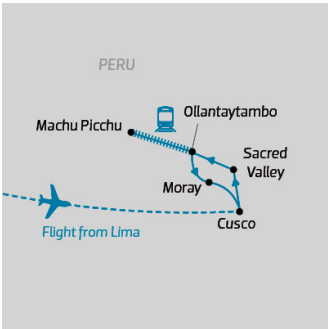 PERU
Ollantaytambo
Machu Picchu
Sacred
Valley
Moray
Cusco
Flight from Lima